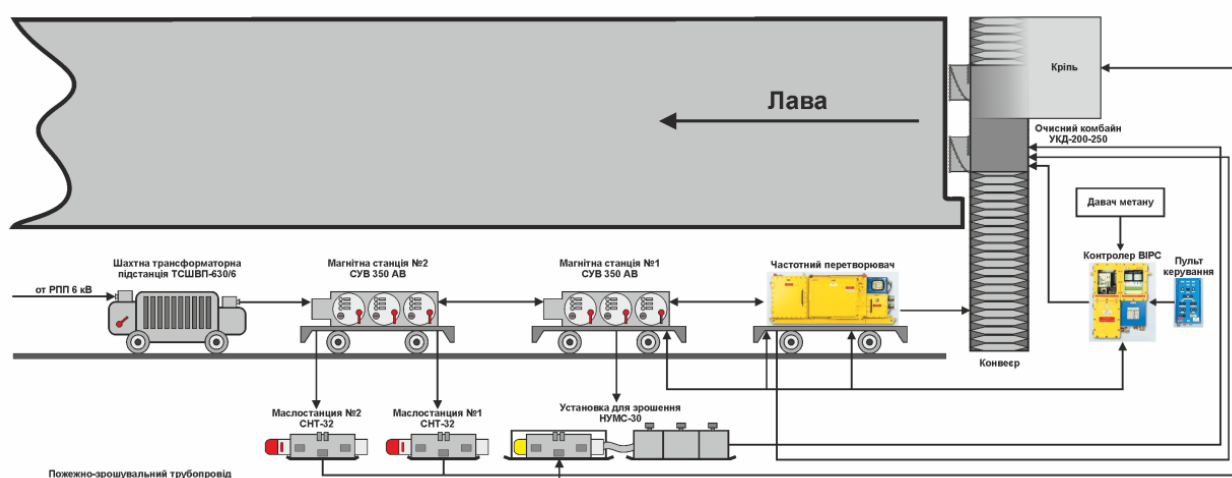 Кріпь
Лава
Очисний комбайн
УКД-200-250
Давач метану
Шахтна трансформаторна
підстанція ТСШВП-630/6
Магнітна станція №2
СУВ 350 АВ
Магнітна станція №1
СУВ 350 АВ
Частотний перетворювач
Контролер ВІРС
Пульт
керування
от РПП 6 кВ
Конвеєр
Маслостанция №2
СНТ-32
Маслостанция №1
СНТ-32
Установка для зрошення
НУМС-30
Пожежно-зрошувальний трубопровід